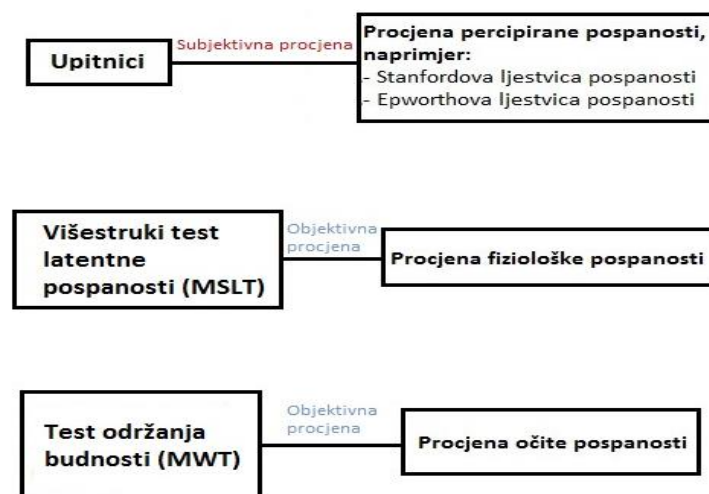 Upitnici
Subjektivna procjena
Procjena percipirane pospanosti,
naprimjer:
- Stanfordova ljestvica pospanosti
- Epworthova ljestvica pospanosti
Višestruki test
latentne
pospanosti (MSLT)
Objektivna
procjena
Procjena fiziološke pospanosti
Test održanja
budnosti (MWT)
Objektivna
procjena
Procjena očite pospanosti